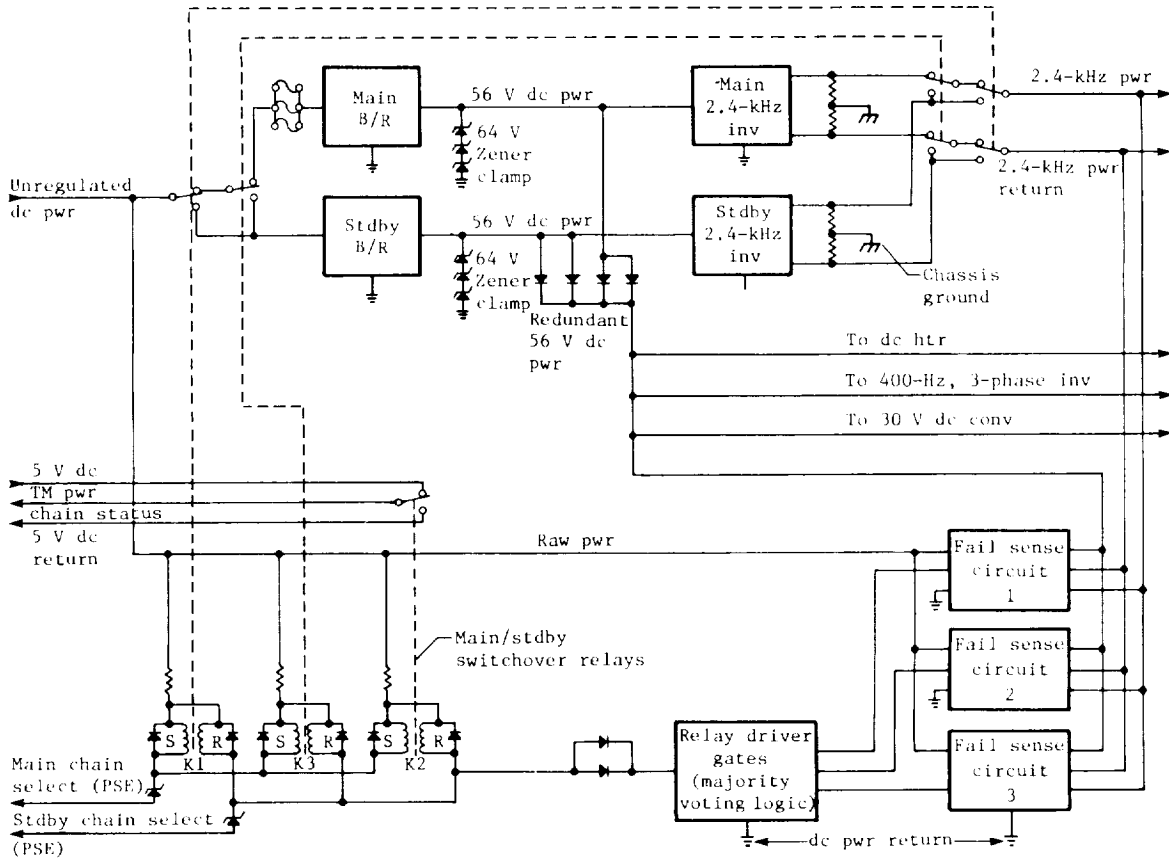 2.4-kHz pwr
Main
B/R
56 V dc pwr
Main
2.4-kHz
inv
64 V
Zener
clamp
2.4-kHz pwr
return
Unregulated
dc pwr
Stdby
B/R
56 V dc pwr
Stdby
2.4-kHz
inv
64 V
Zener
clamp
Chassis
ground
Redundant
56 V dc
pwr
To dc htr
To 400-Hz, 3-phase inv
To 30 V dc conv
5 V dc
TM pwr
chain status
5 V dc
return
Raw pwr
Fail sense
circuit
1
Main/stdby
switchover relays
Fail sense
circuit
2
S R
K1
S R
K3
S R
K2
Relay driver
gates
(majority
voting logic)
Fail sense
circuit
3
Main chain
select (PSE)
Stdby chain select
(PSE)
dc pwr return